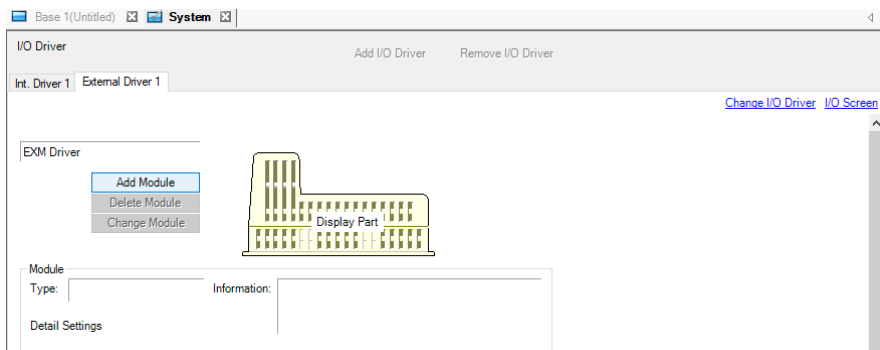 Base 1(Untitled) System
I/O Driver
Add I/O Driver Remove I/O Driver
Int. Driver 1 External Driver 1
Change I/O Driver I/O Screen
EXM Driver
Add Module
Delete Module
Change Module
Display Part
Module
Type: Information:
Detail Settings